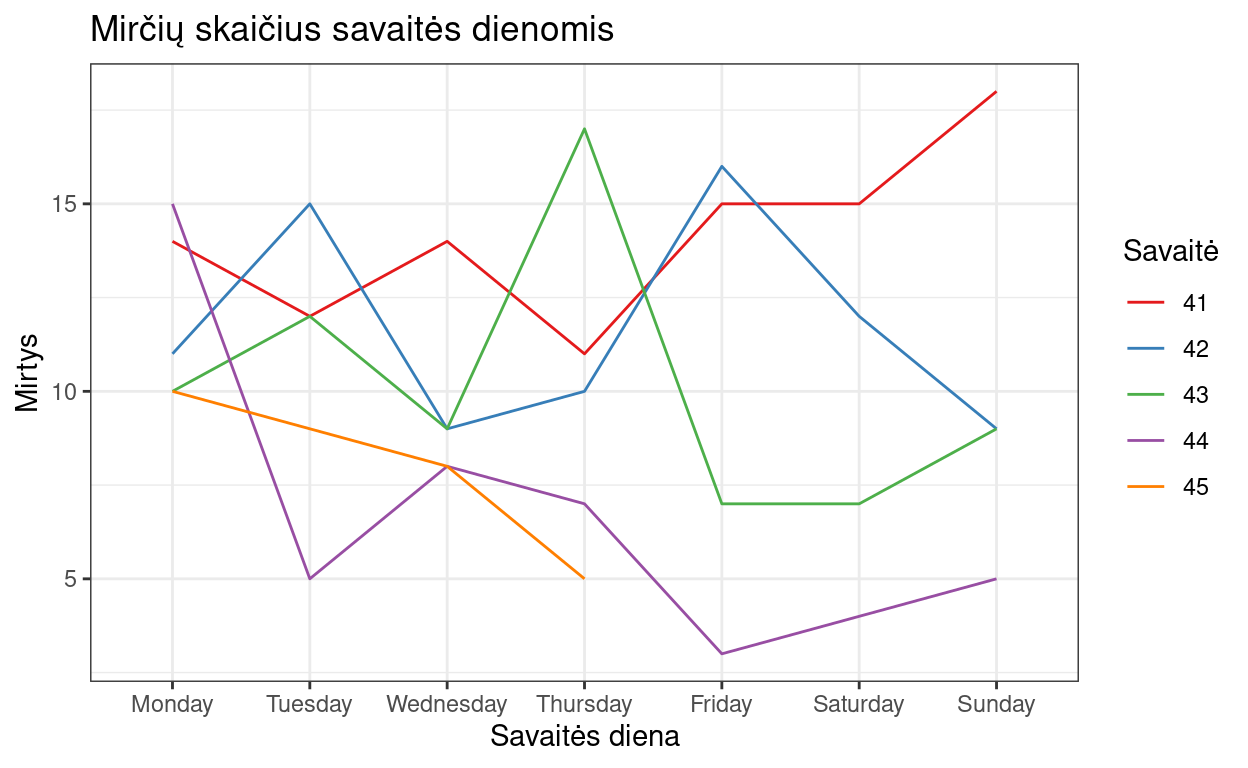 Mirčių skaičius savaitės dienomis
Mirtys
15
10
5
Monday Tuesday Wednesday Thursday Friday Saturday Sunday
Savaitės diena
Savaitė
41
42
43
44
45